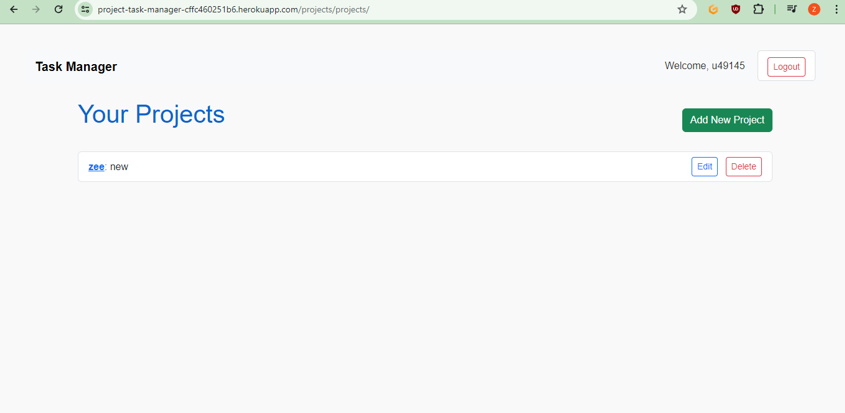 project-task-manager-cffc460251b6.herokuapp.com/projects/projects/
Z
Task Manager
Welcome, u49145
Logout
Your Projects
Add New Project
zee: new
Edit
Delete